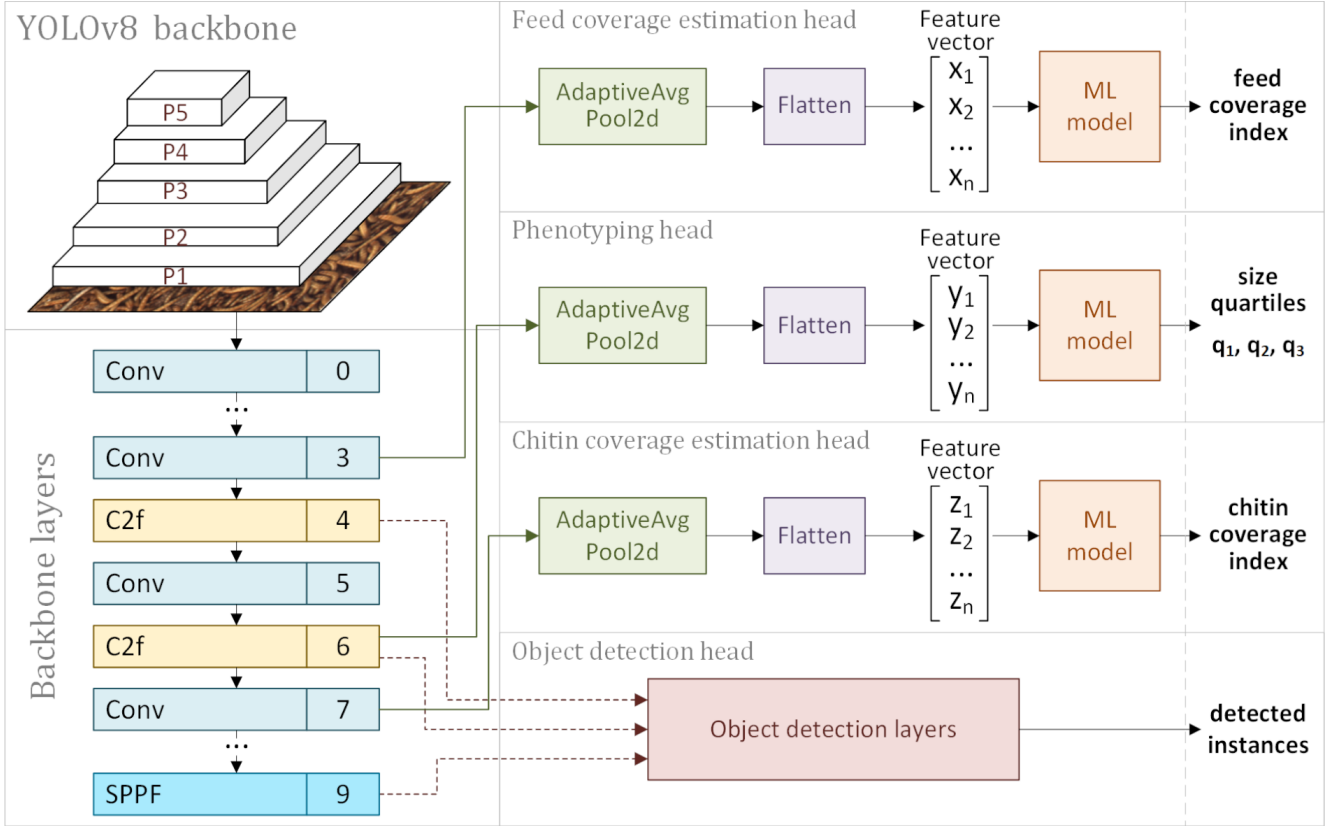 YOLOv8 backbone
P5
P4
P3
P2
P1
Backbone layers
Conv 0
...
Conv 3
C2f 4
Conv 5
C2f 6
Conv 7
...
SPPF 9
Feed coverage estimation head
AdaptiveAvg
Pool2d
Flatten
Feature
vector
x₁
x₂
...
xₙ
ML
model
feed
coverage
index
Phenotyping head
AdaptiveAvg
Pool2d
Flatten
Feature
vector
y₁
y₂
...
yₙ
ML
model
size
quartiles
q₁, q₂, q₃
Chitin coverage estimation head
AdaptiveAvg
Pool2d
Flatten
Feature
vector
z₁
z₂
...
zₙ
ML
model
chitin
coverage
index
Object detection head
Object detection layers
detected
instances